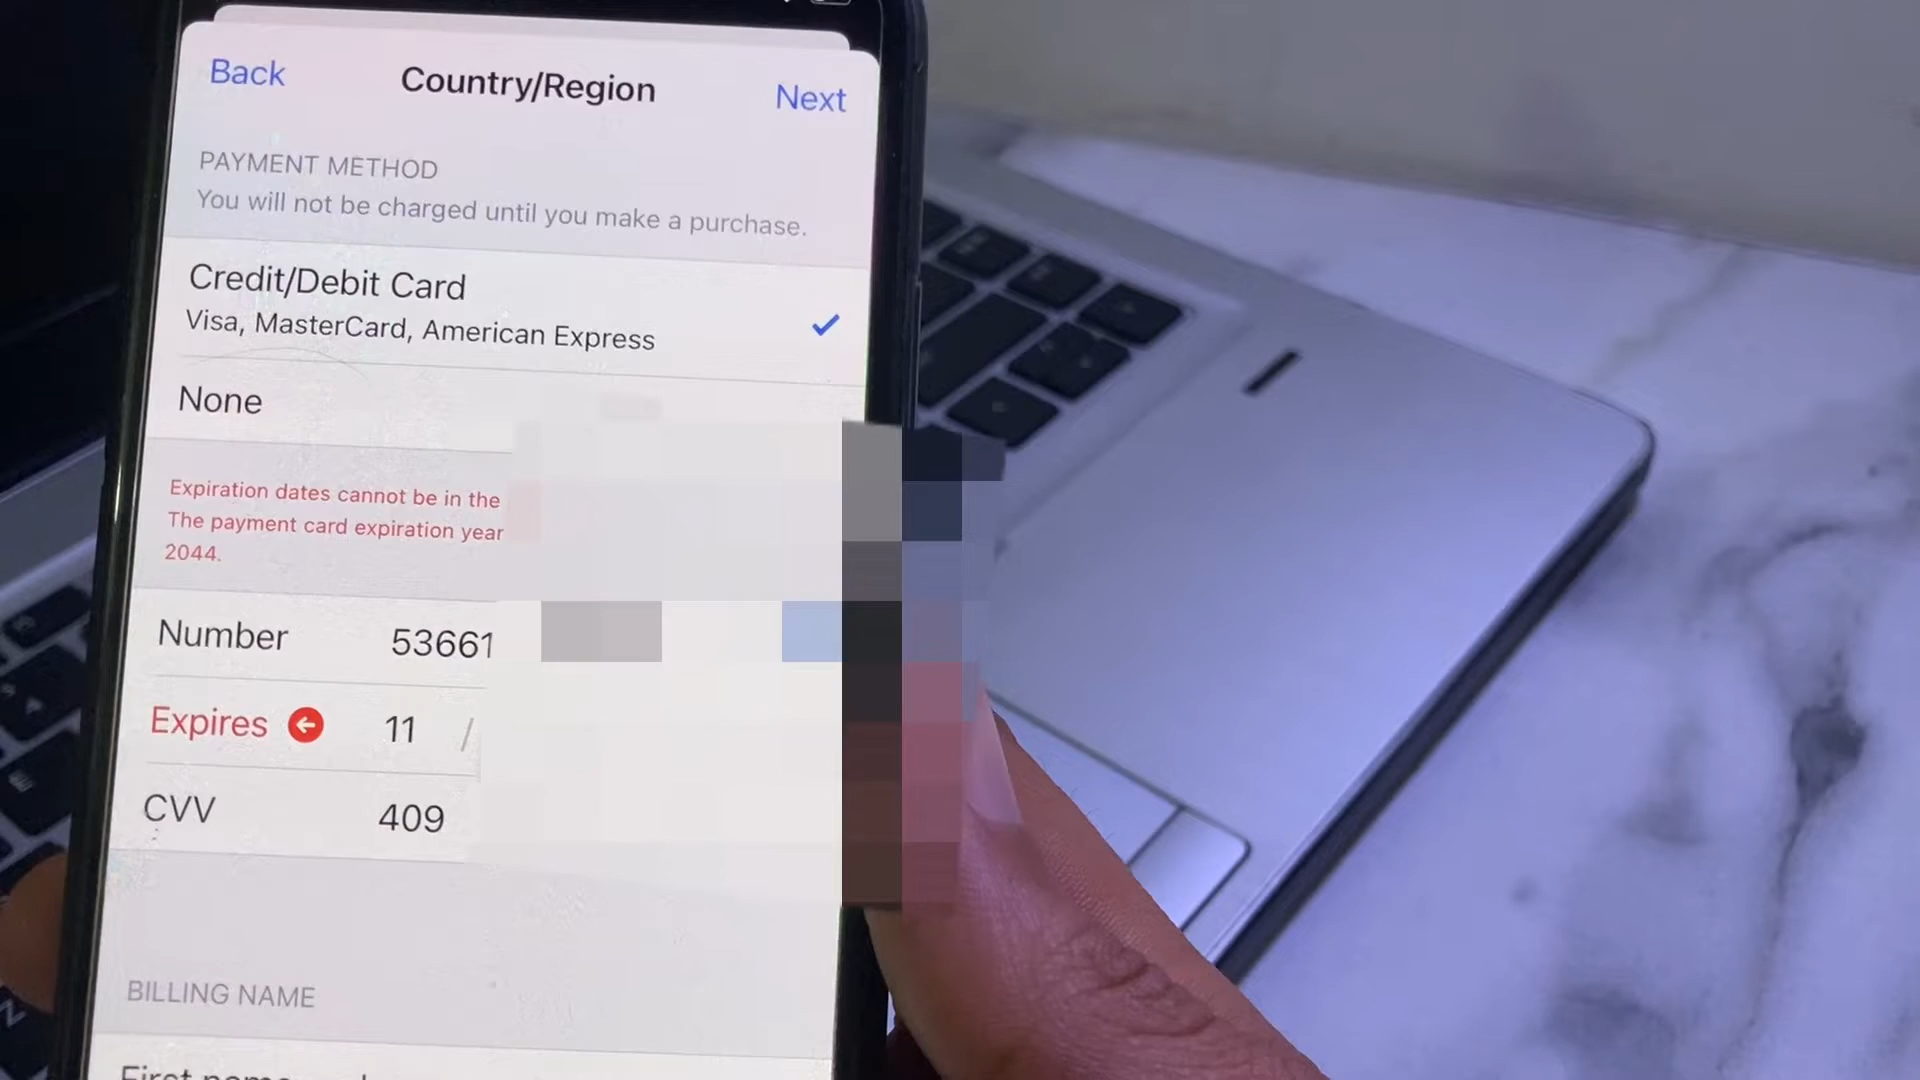 Back
Country/Region
Next
PAYMENT METHOD
You will not be charged until you make a purchase.
Credit/Debit Card
Visa, MasterCard, American Express
None
Expiration dates cannot be in the
The payment card expiration year
2044.
Number 53661
Expires 11 /
CVV 409
BILLING NAME
First